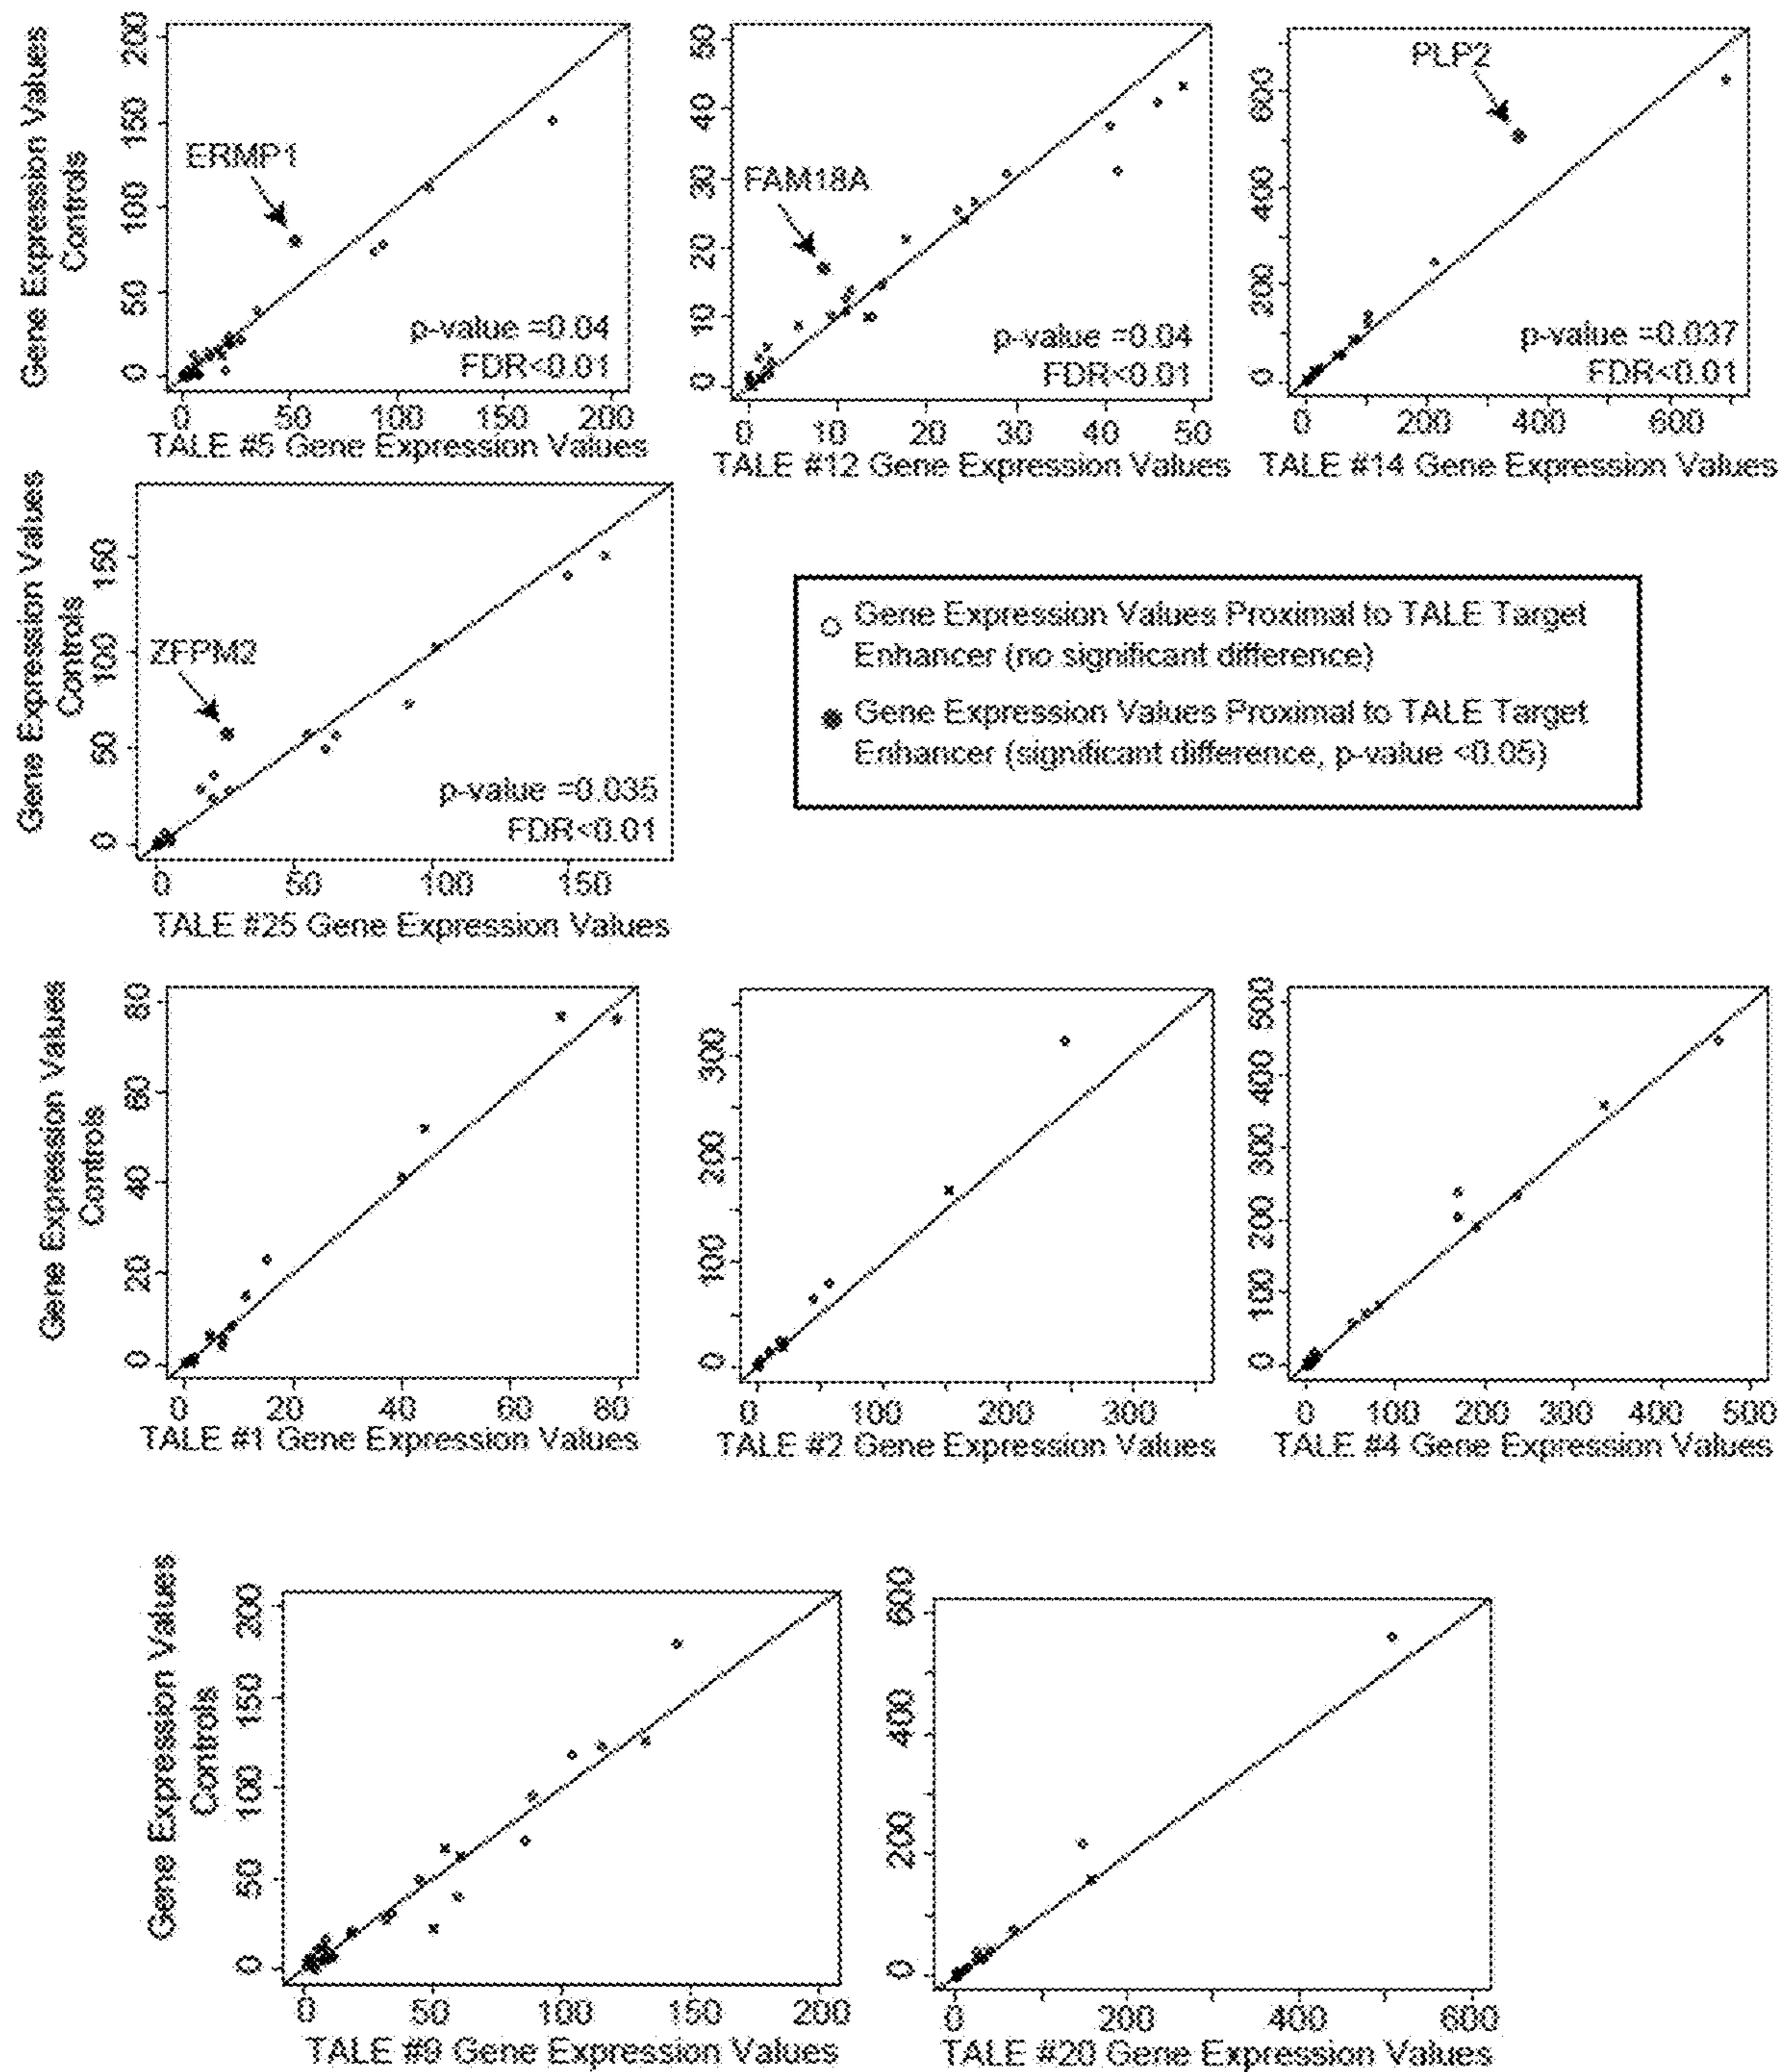 Gene Expression Values
Controls
200
150
100
50
0
ERMP1
p-value =0.04
FDR<0.01
0 50 100 150 200
TALE #5 Gene Expression Values
50
40
30
20
10
0
FAM18A
p-value =0.04
FDR<0.01
0 10 20 30 40 50
TALE #12 Gene Expression Values
600
400
200
0
PLP2
p-value =0.037
FDR<0.01
0 200 400 600
TALE #14 Gene Expression Values
Gene Expression Values
Controls
150
100
50
0
ZFPM2
p-value =0.035
FDR<0.01
0 50 100 150
TALE #25 Gene Expression Values
Gene Expression Values Proximal to TALE Target
Enhancer (no significant difference)
Gene Expression Values Proximal to TALE Target
Enhancer (significant difference, p-value <0.05)
Gene Expression Values
Controls
80
60
40
20
0
0 20 40 60 80
TALE #1 Gene Expression Values
300
200
100
0
0 100 200 300
TALE #2 Gene Expression Values
500
400
300
200
100
0
0 100 200 300 400 500
TALE #4 Gene Expression Values
Gene Expression Values
Controls
200
150
100
50
0
0 50 100 150 200
TALE #9 Gene Expression Values
600
400
200
0
0 200 400 600
TALE #20 Gene Expression Values